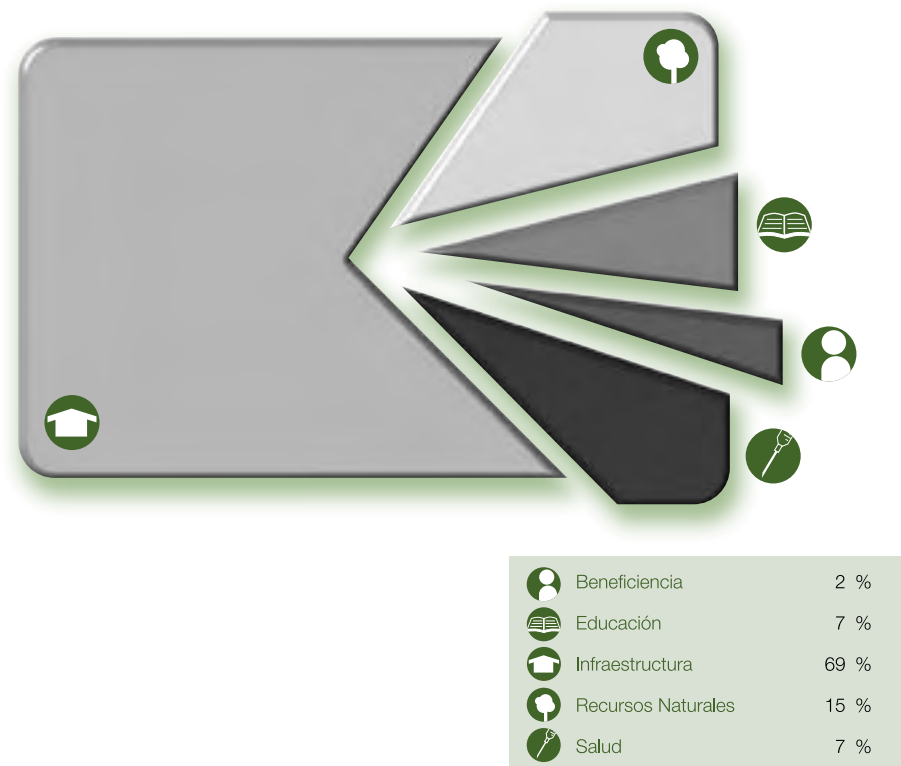 Beneficiencia 2 %
Educación 7 %
Infraestructura 69 %
Recursos Naturales 15 %
Salud 7 %